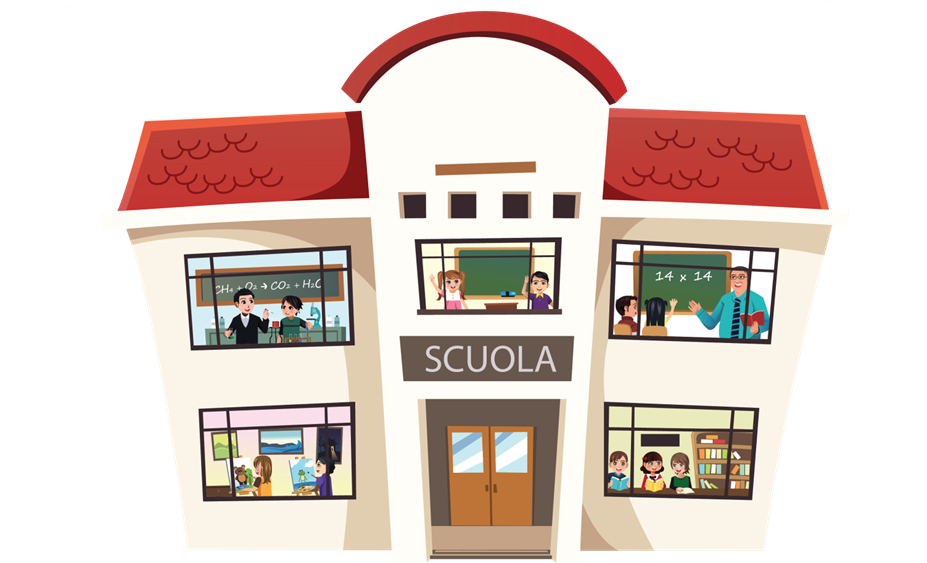 CH₄ + O₂ → CO₂ + H₂O
14 x 14
SCUOLA